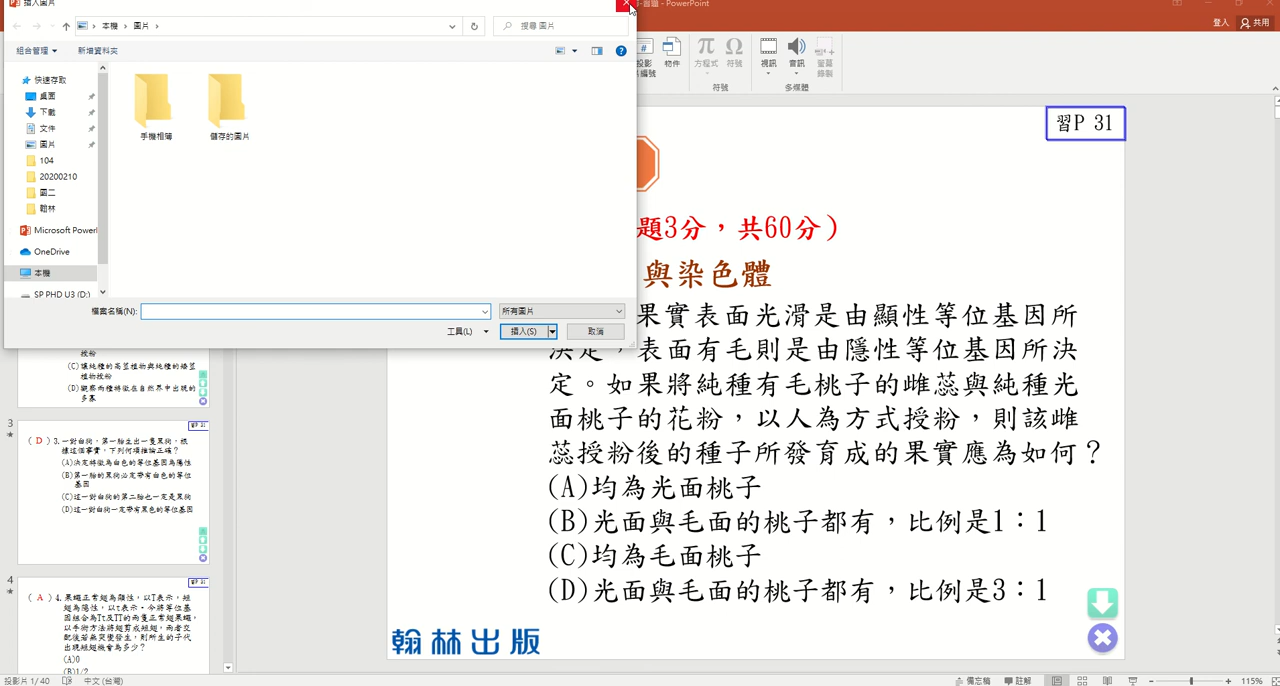 插入圖片
習題 - PowerPoint
登入 共用
本機 圖片
搜尋 圖片
組合管理 新增資料夾
快速存取
桌面
下載
文件
圖片
104
20200210
國二
翰林
Microsoft PowerP
OneDrive
本機
SP PHD U3 (D:)
手機相簿
儲存的圖片
檔案名稱(N):
所有圖片
工具(L)
插入(S)
取消
物件
方程式 符號
視訊
音訊
螢幕
錄製
符號
多媒體
(C)讓純種的高莖植物與純種的矮莖
植物授粉
(D)觀察兩種特徵在自然界中出現的
多寡
3
習P 31
( D )3.一對白狗,第一胎生出一隻黑狗,根
據這個事實,下列何項推論正確?
(A)決定特徵為白色的等位基因為隱性
(B)第一胎的黑狗必定帶有白色的等位
基因
(C)這一對白狗的第二胎也一定是黑狗
(D)這一對白狗一定帶有黑色的等位基因
4
習P 31
( A )4.果蠅正常翅為顯性,以T表示,短
翅為隱性,以t表示。今將等位基
因組合為Tt及TT的兩隻正常翅果蠅,
以手術方法將翅剪成短翅,兩者交
配後若無突變發生,則所生的子代
出現短翅機會為多少?
(A)0
(B)1/2
習P 31
題3分,共60分)
與染色體
果實表面光滑是由顯性等位基因所
決定,表面有毛則是由隱性等位基因所決
定。如果將純種有毛桃子的雌蕊與純種光
面桃子的花粉,以人為方式授粉,則該雌
蕊授粉後的種子所發育成的果實應為如何?
(A)均為光面桃子
(B)光面與毛面的桃子都有,比例是1:1
(C)均為毛面桃子
(D)光面與毛面的桃子都有,比例是3:1
翰林出版
投影片 1/ 40 中文 (台灣)
備忘稿 註解 115%